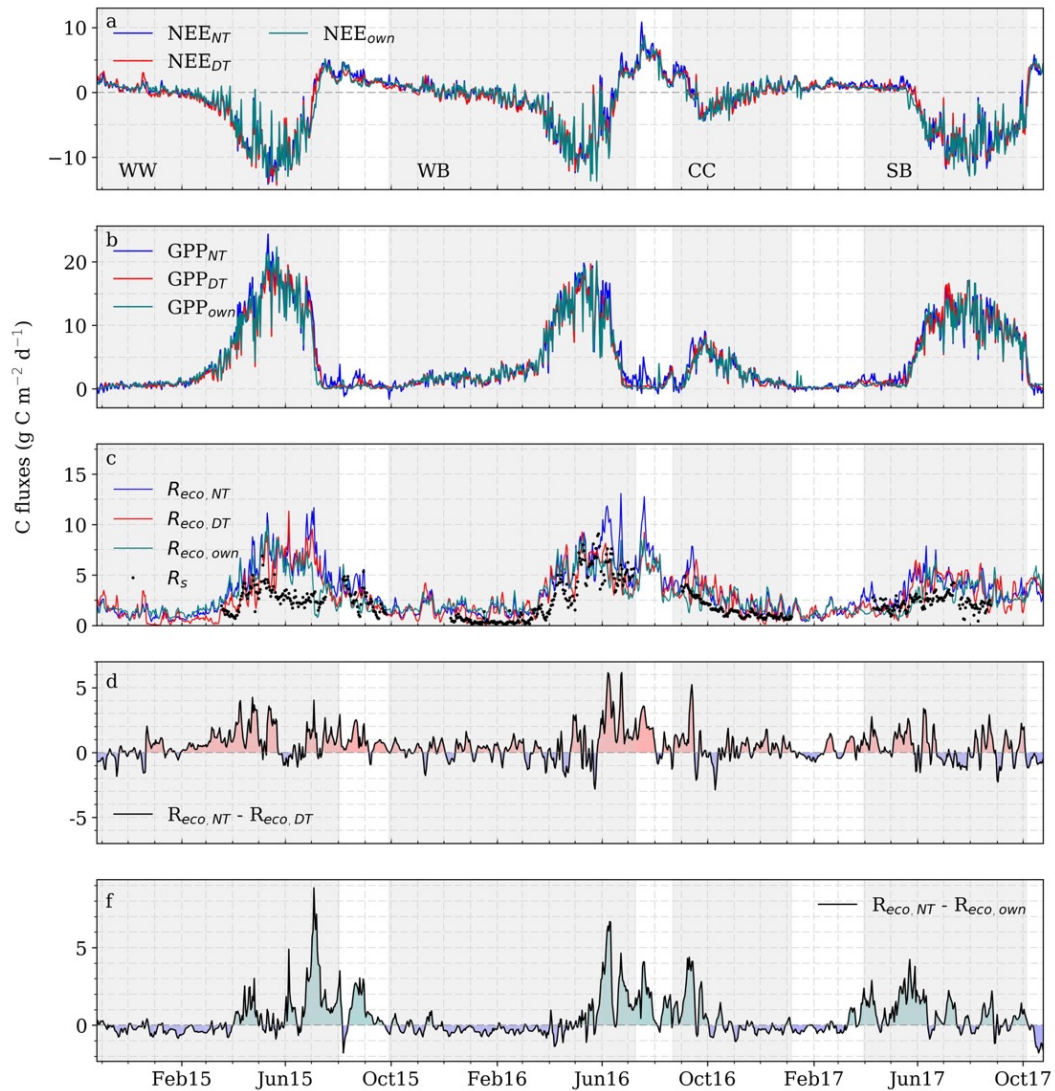 C fluxes (g C m⁻² d⁻¹)
a
NEE_NT NEE_own
NEE_DT
10
0
−10
WW WB CC SB
b
GPP_NT
GPP_DT
GPP_own
20
10
0
c
R_eco, NT
R_eco, DT
R_eco, own
R_s
15
10
5
0
d
5
0
-5
R_eco, NT - R_eco, DT
f
R_eco, NT - R_eco, own
5
0
Feb15 Jun15 Oct15 Feb16 Jun16 Oct16 Feb17 Jun17 Oct17